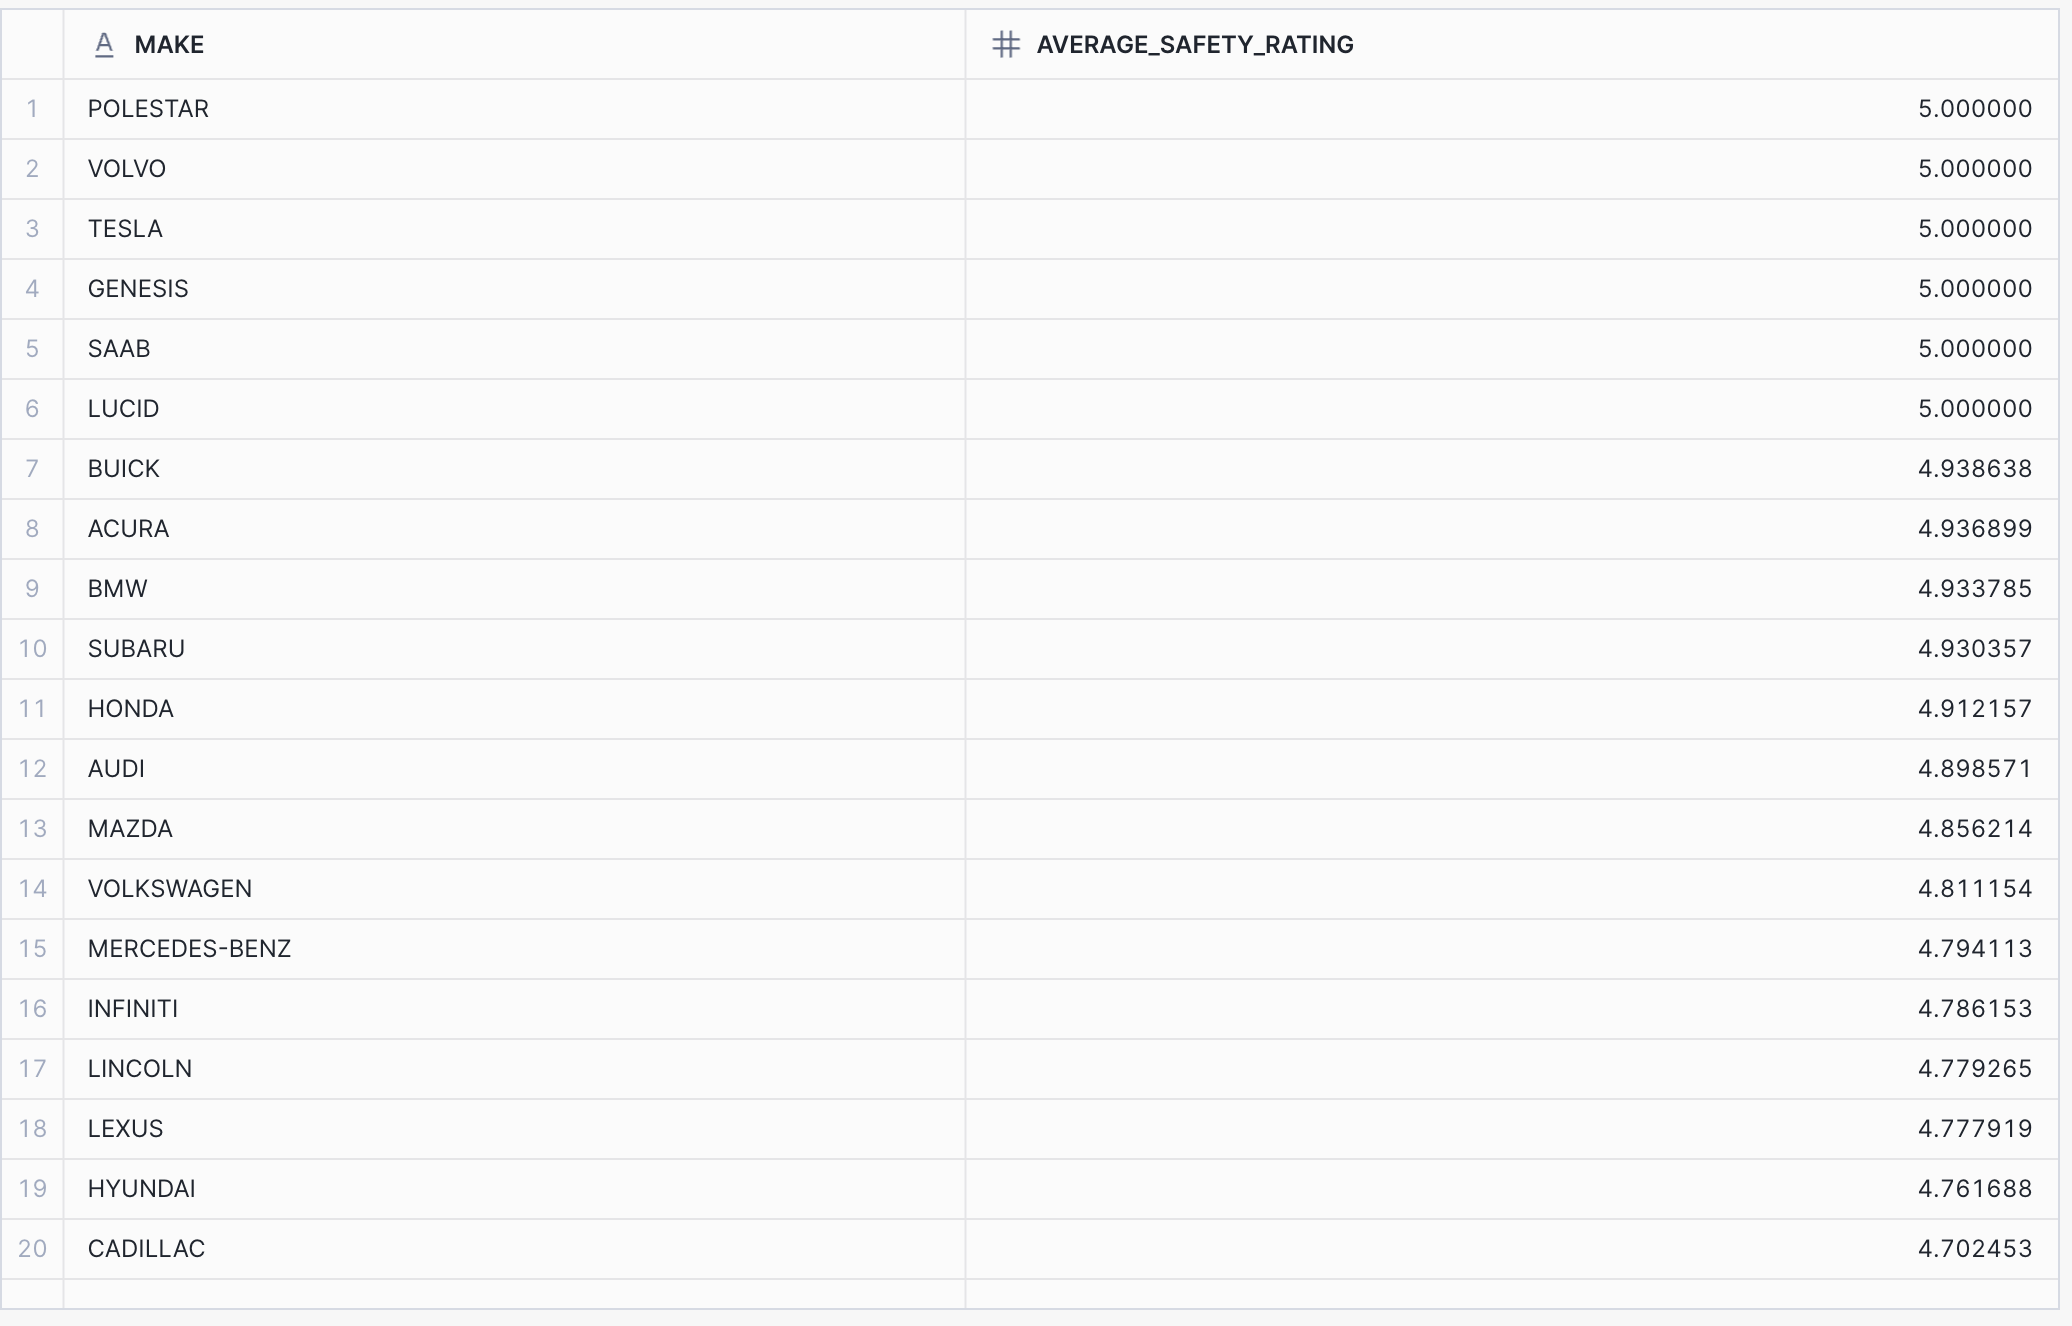 MAKE AVERAGE_SAFETY_RATING
1 POLESTAR 5.000000
2 VOLVO 5.000000
3 TESLA 5.000000
4 GENESIS 5.000000
5 SAAB 5.000000
6 LUCID 5.000000
7 BUICK 4.938638
8 ACURA 4.936899
9 BMW 4.933785
10 SUBARU 4.930357
11 HONDA 4.912157
12 AUDI 4.898571
13 MAZDA 4.856214
14 VOLKSWAGEN 4.811154
15 MERCEDES-BENZ 4.794113
16 INFINITI 4.786153
17 LINCOLN 4.779265
18 LEXUS 4.777919
19 HYUNDAI 4.761688
20 CADILLAC 4.702453